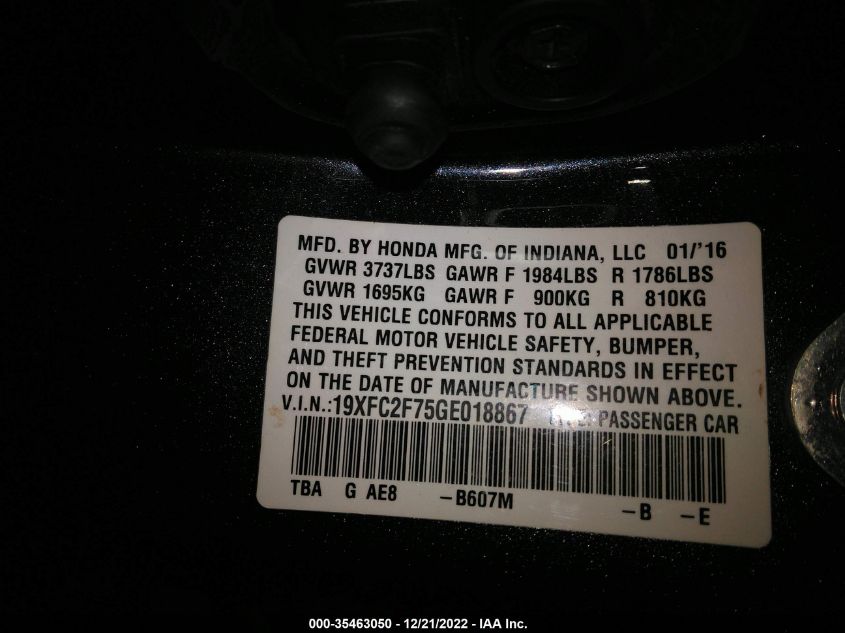 MFD. BY HONDA MFG. OF INDIANA, LLC 01/'16
GVWR 3737LBS GAWR F 1984LBS R 1786LBS
GVWR 1695KG GAWR F 900KG R 810KG
THIS VEHICLE CONFORMS TO ALL APPLICABLE
FEDERAL MOTOR VEHICLE SAFETY, BUMPER,
AND THEFT PREVENTION STANDARDS IN EFFECT
ON THE DATE OF MANUFACTURE SHOWN ABOVE.
V.I.N.:19XFC2F75GE018867 PASSENGER CAR
TBA G AE8 -B607M -B -E
000-35463050 - 12/21/2022 - IAA Inc.